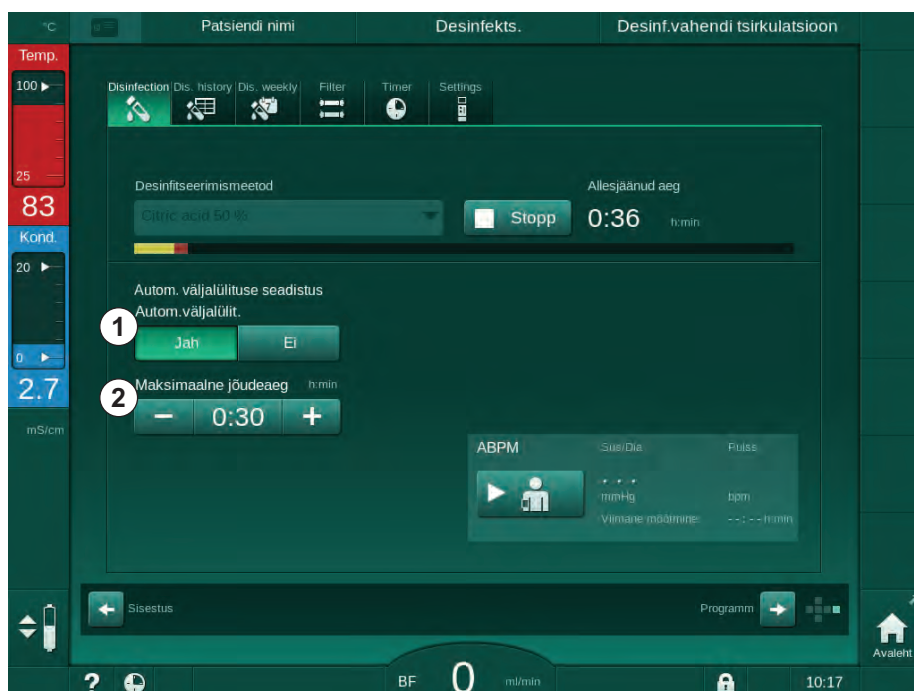 °C Patsiendi nimi Desinfekts. Desinf.vahendi tsirkulatsioon
Temp.
100
25
83
Kond.
20
0
2.7
mS/cm
Disinfection Dis. history Dis. weekly Filter Timer Settings
Desinfitseerimismeetod Allesjäänud aeg
Citric acid 50 % Stopp 0:36 h:min
Autom. väljalülituse seadistus
Autom.väljalülit.
1
Jah Ei
Maksimaalne jõudeaeg h:min
2
− 0:30 +
ABPM Süs/Dia Pulss
mmHg bpm
Viimane mõõtmine: --:-- h:min
Sisestus Programm
Avaleht
? BF 0 ml/min 10:17